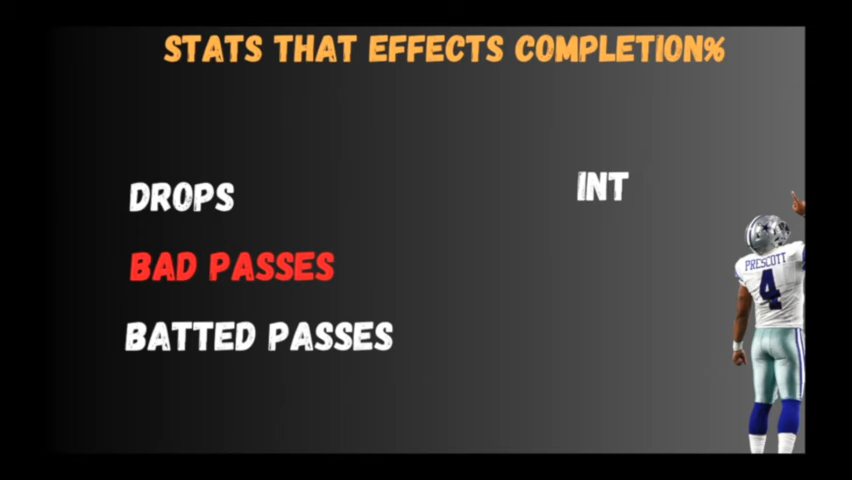 STATS THAT EFFECTS COMPLETION%
DROPS
INT
BAD PASSES
BATTED PASSES
PRESCOTT
4